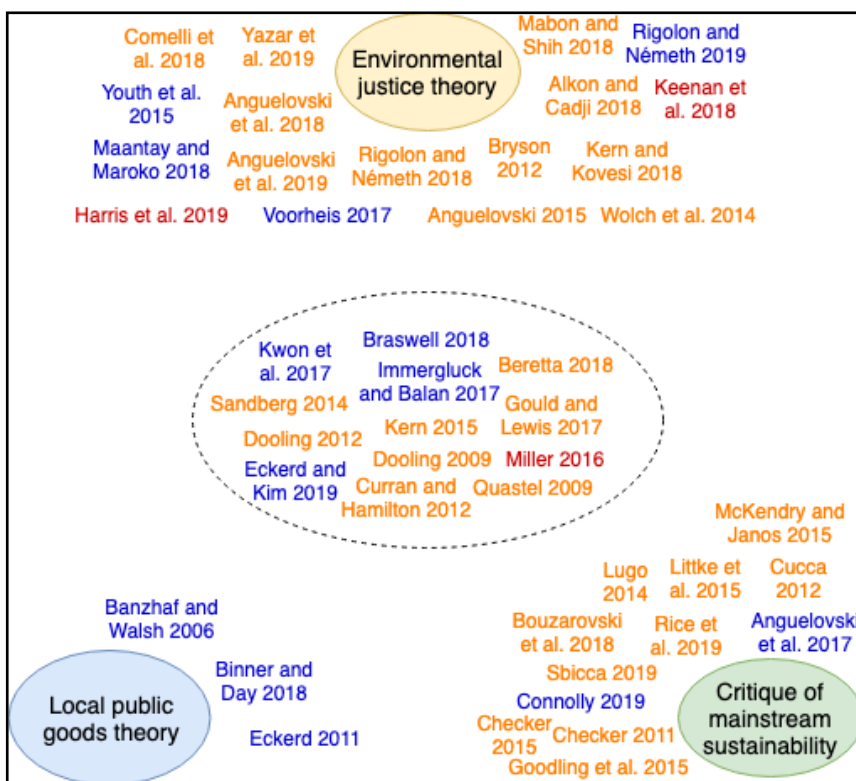 Comelli et
al. 2018
Yazar et
al. 2019
Environmental
justice theory
Mabon and
Shih 2018
Rigolon and
Németh 2019
Youth et al.
2015
Anguelovski
et al. 2018
Alkon and
Cadji 2018
Keenan et
al. 2018
Maantay and
Maroko 2018
Anguelovski
et al. 2019
Rigolon and
Németh 2018
Bryson
2012
Kern and
Kovesi 2018
Harris et al. 2019
Voorheis 2017
Anguelovski 2015
Wolch et al. 2014
Kwon et
al. 2017
Braswell 2018
Immergluck
and Balan 2017
Beretta 2018
Sandberg 2014
Kern 2015
Gould and
Lewis 2017
Dooling 2012
Dooling 2009
Miller 2016
Eckerd and
Kim 2019
Curran and
Hamilton 2012
Quastel 2009
McKendry and
Janos 2015
Lugo
2014
Littke et
al. 2015
Cucca
2012
Banzhaf and
Walsh 2006
Bouzarovski
et al. 2018
Rice et
al. 2019
Anguelovski
et al. 2017
Binner and
Day 2018
Sbicca 2019
Local public
goods theory
Connolly 2019
Critique of
mainstream
sustainability
Eckerd 2011
Checker
2015
Checker 2011
Goodling et al. 2015